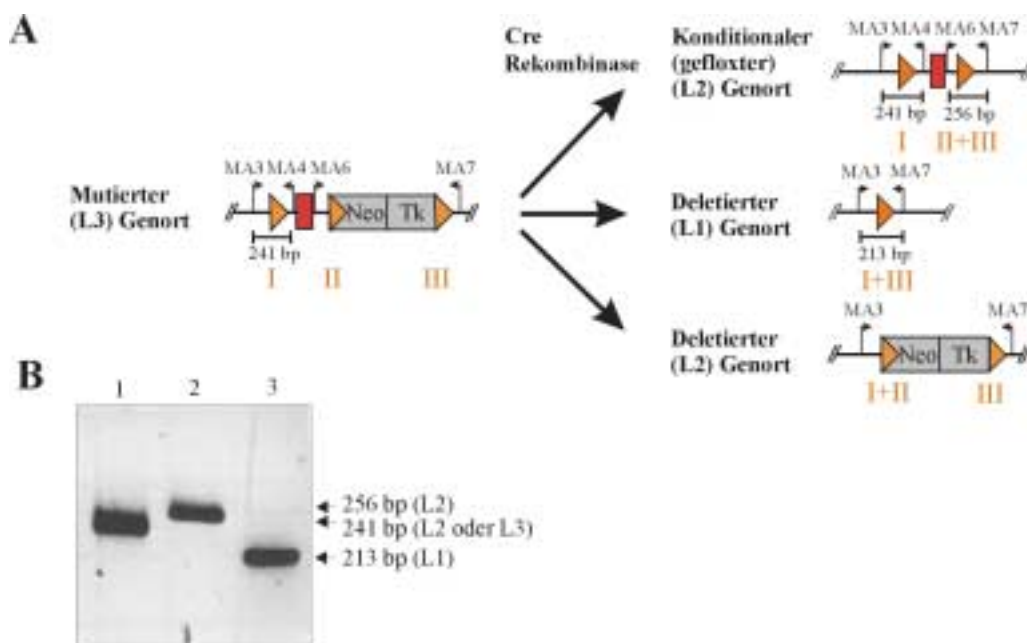 A
Cre
Rekombinase
Konditionaler
(gefloxter)
(L2) Genort
MA3 MA4 MA6 MA7
241 bp
256 bp
I
II+III
Mutierter
(L3) Genort
MA3 MA4 MA6
MA7
Neo
Tk
241 bp
I
II
III
Deletierter
(L1) Genort
MA3
MA7
213 bp
I+III
Deletierter
(L2) Genort
MA3
MA7
Neo
Tk
I+II
III
B
1
2
3
256 bp (L2)
241 bp (L2 oder L3)
213 bp (L1)